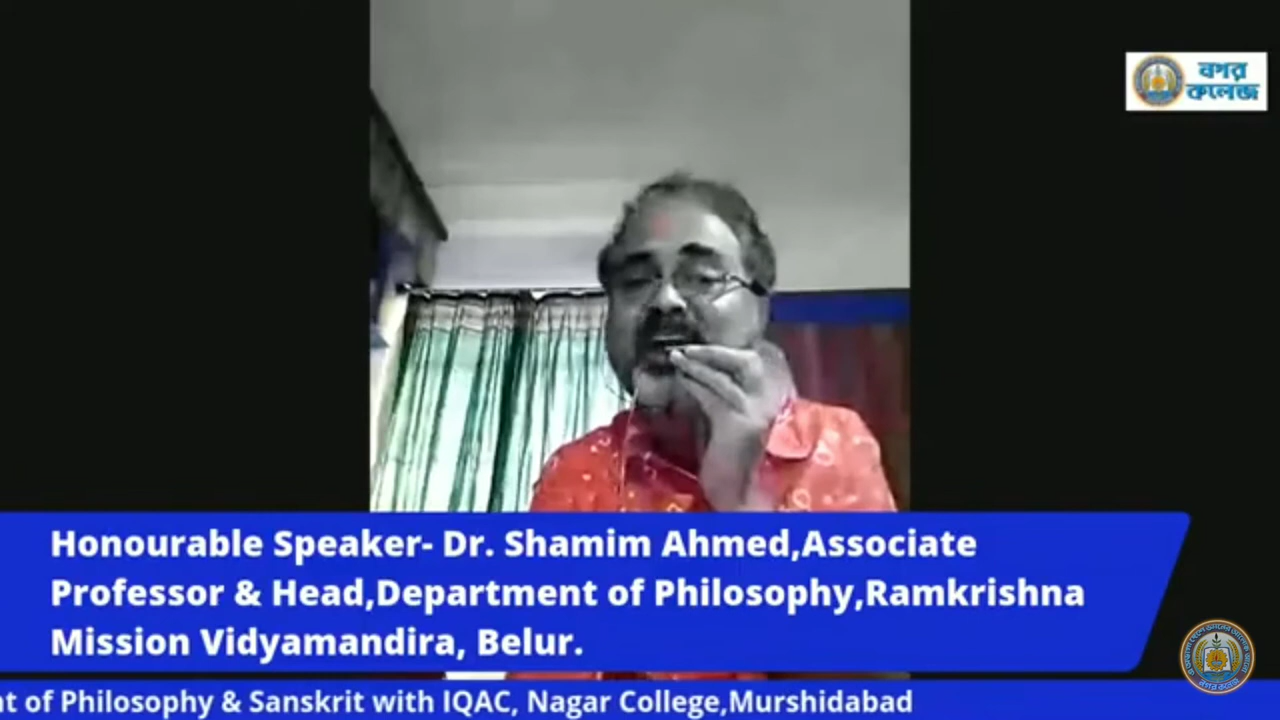 নগর
কলেজ
Honourable Speaker- Dr. Shamim Ahmed,Associate
Professor & Head,Department of Philosophy,Ramkrishna
Mission Vidyamandira, Belur.
of Philosophy & Sanskrit with IQAC, Nagar College,Murshidabad